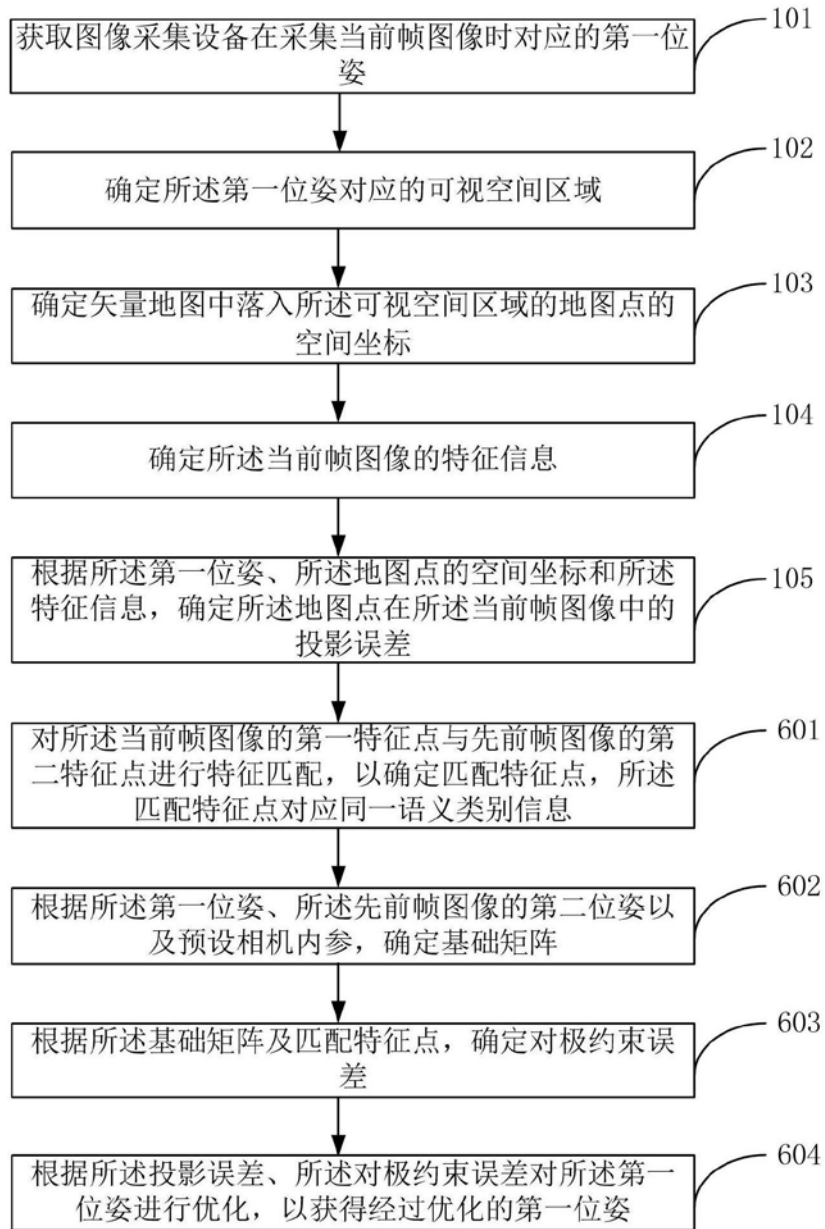 获取图像采集设备在采集当前帧图像时对应的第一位
姿
101
确定所述第一位姿对应的可视空间区域
102
确定矢量地图中落入所述可视空间区域的地图点的
空间坐标
103
确定所述当前帧图像的特征信息
104
根据所述第一位姿、所述地图点的空间坐标和所述
特征信息,确定所述地图点在所述当前帧图像中的
投影误差
105
对所述当前帧图像的第一特征点与先前帧图像的第
二特征点进行特征匹配,以确定匹配特征点,所述
匹配特征点对应同一语义类别信息
601
根据所述第一位姿、所述先前帧图像的第二位姿以
及预设相机内参,确定基础矩阵
602
根据所述基础矩阵及匹配特征点,确定对极约束误
差
603
根据所述投影误差、所述对极约束误差对所述第一
位姿进行优化,以获得经过优化的第一位姿
604